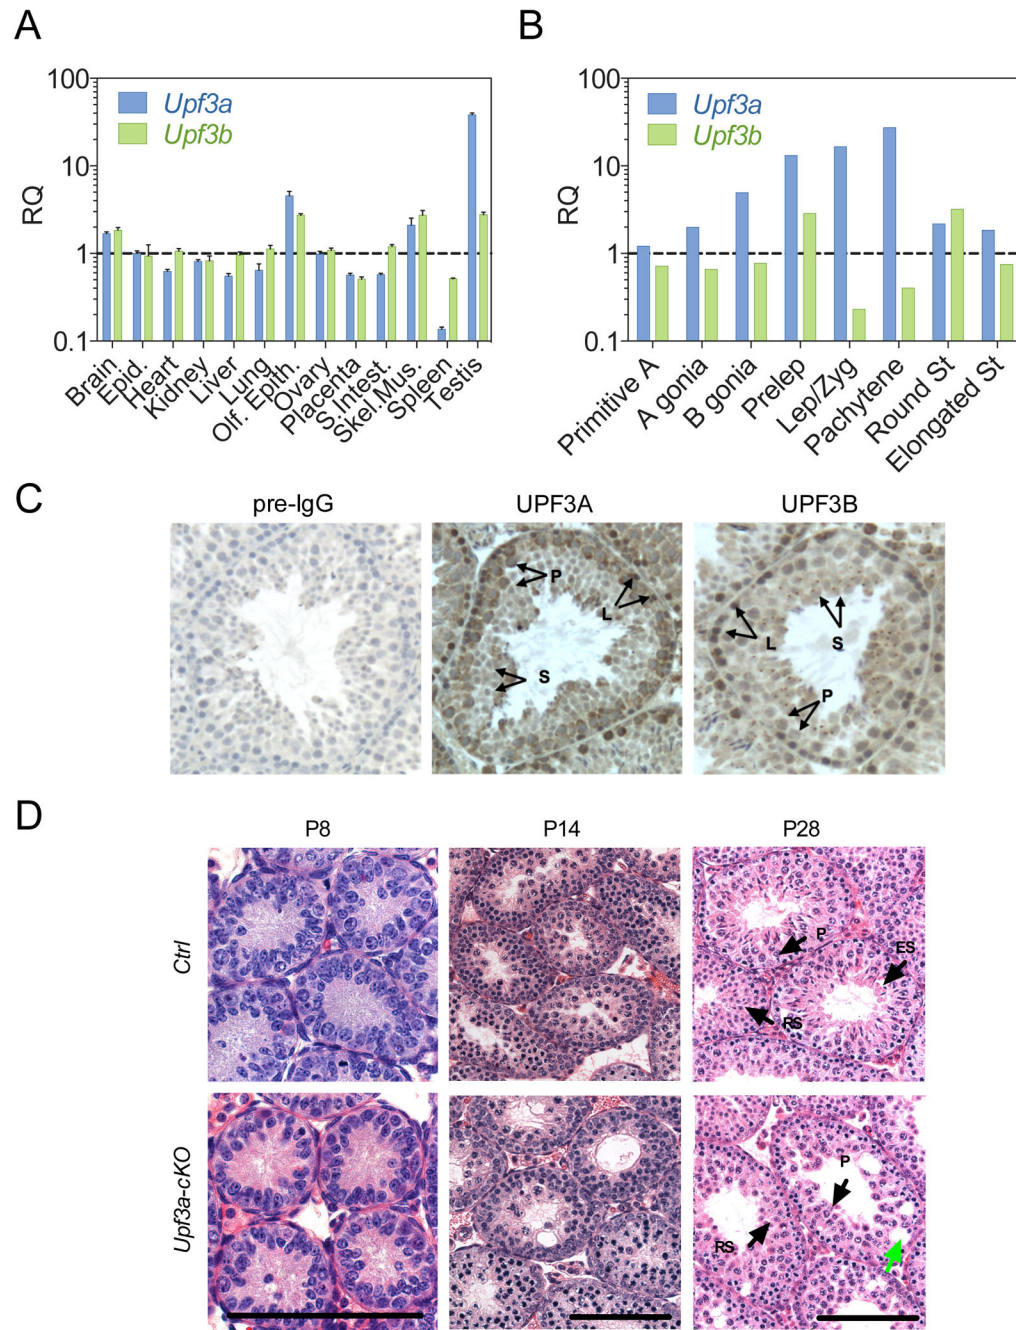 A
B
100
10
1
0.1
RQ
Upf3a
Upf3b
Brain
Epid.
Heart
Kidney
Liver
Lung
Olf. Epith.
Ovary
Placenta
S.Intest.
Skel.Mus.
Spleen
Testis
100
10
1
0.1
RQ
Upf3a
Upf3b
Primitive A
A gonia
B gonia
Prelep
Lep/Zyg
Pachytene
Round St
Elongated St
C
pre-IgG
UPF3A
UPF3B
P
L
S
L
S
P
D
P8
P14
P28
Ctrl
P
ES
RS
Upf3a-cKO
P
RS